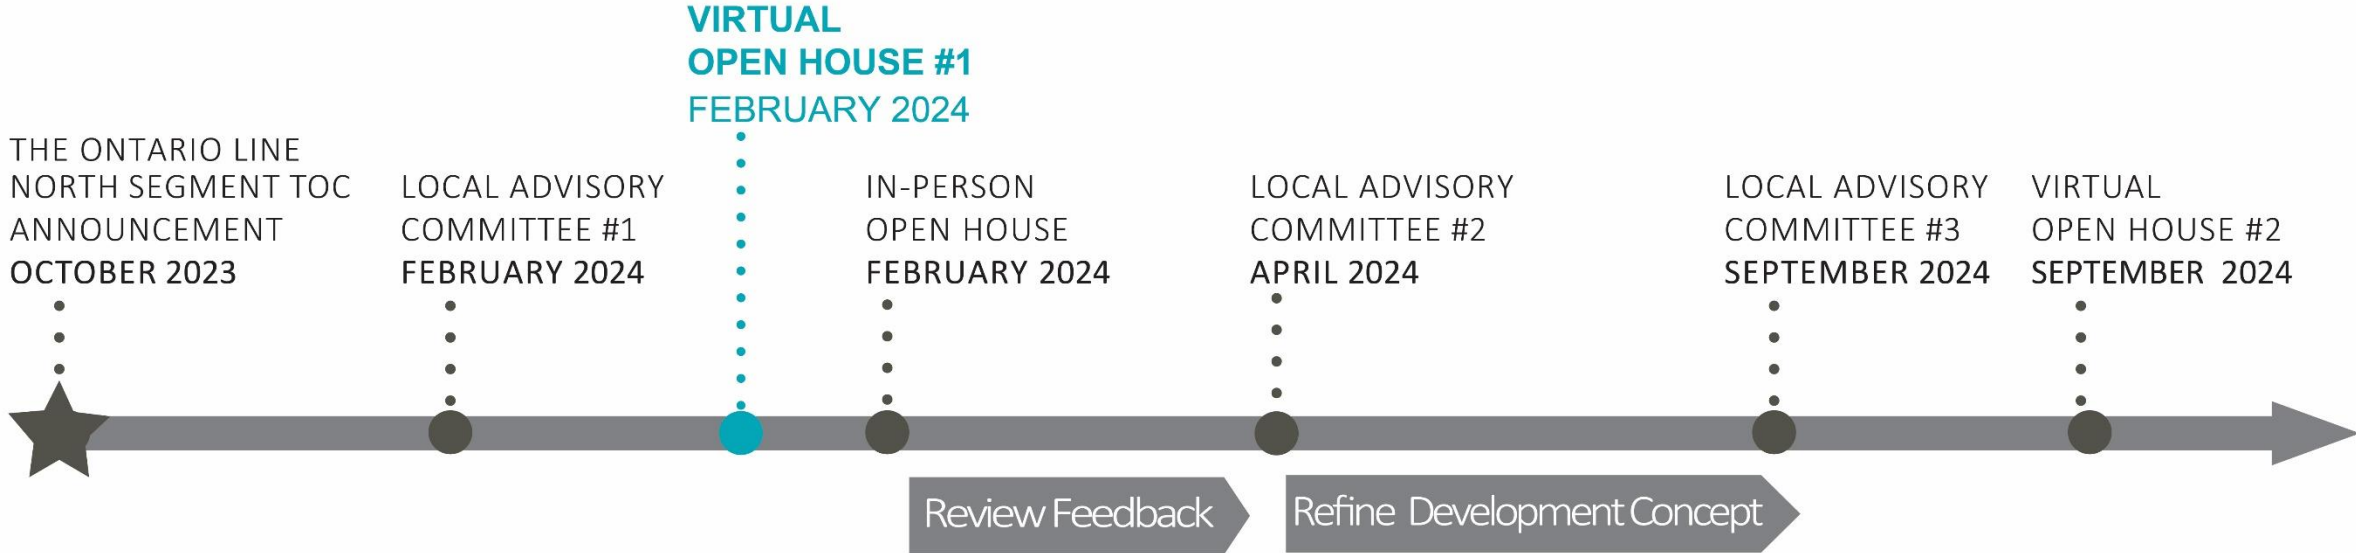 THE ONTARIO LINE
NORTH SEGMENT TOC
ANNOUNCEMENT
OCTOBER 2023
LOCAL ADVISORY
COMMITTEE #1
FEBRUARY 2024
VIRTUAL
OPEN HOUSE #1
FEBRUARY 2024
IN-PERSON
OPEN HOUSE
FEBRUARY 2024
LOCAL ADVISORY
COMMITTEE #2
APRIL 2024
LOCAL ADVISORY
COMMITTEE #3
SEPTEMBER 2024
VIRTUAL
OPEN HOUSE #2
SEPTEMBER 2024
Review Feedback
Refine Development Concept